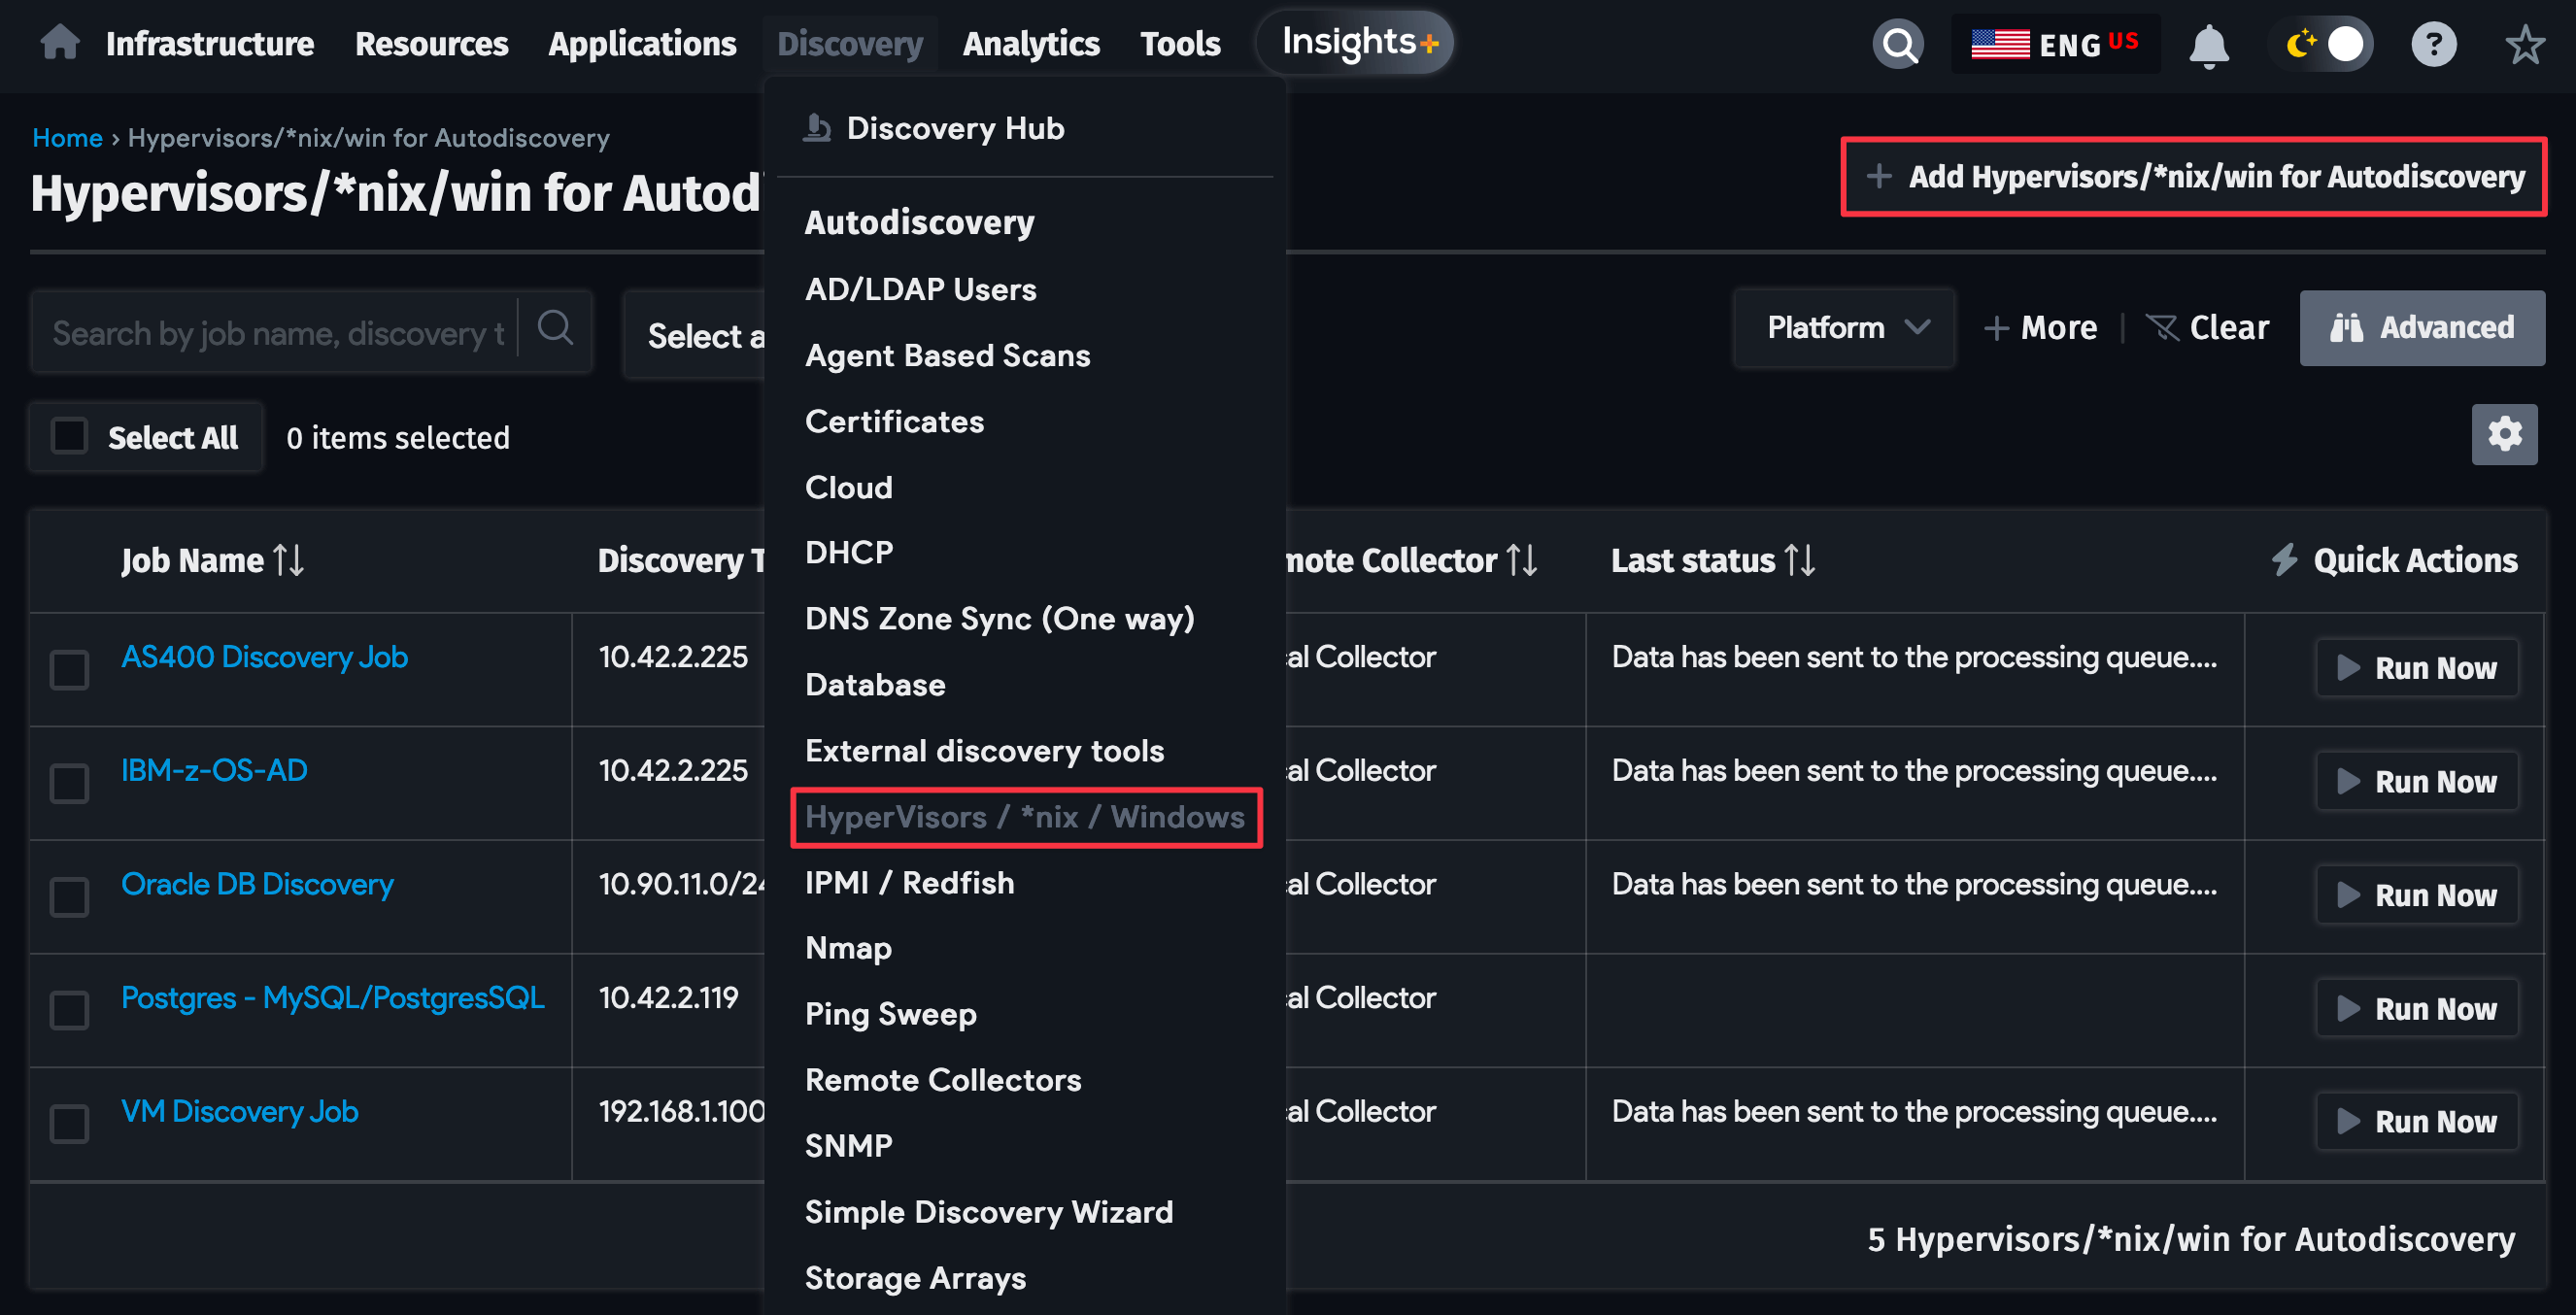 Infrastructure Resources Applications Discovery Analytics Tools Insights+ ENG US ?
Home › Hypervisors/*nix/win for Autodiscovery
Hypervisors/*nix/win for Autod
+ Add Hypervisors/*nix/win for Autodiscovery
Search by job name, discovery t
Select a
Platform
+ More | Clear
Advanced
Select All
0 items selected
Discovery Hub
Autodiscovery
AD/LDAP Users
Agent Based Scans
Certificates
Cloud
DHCP
DNS Zone Sync (One way)
Database
External discovery tools
HyperVisors / *nix / Windows
IPMI / Redfish
Nmap
Ping Sweep
Remote Collectors
SNMP
Simple Discovery Wizard
Storage Arrays
Job Name Discovery T mote Collector Last status Quick Actions
AS400 Discovery Job 10.42.2.225 al Collector Data has been sent to the processing queue.... Run Now
IBM-z-OS-AD 10.42.2.225 al Collector Data has been sent to the processing queue.... Run Now
Oracle DB Discovery 10.90.11.0/24 al Collector Data has been sent to the processing queue.... Run Now
Postgres - MySQL/PostgresSQL 10.42.2.119 al Collector Run Now
VM Discovery Job 192.168.1.100 al Collector Data has been sent to the processing queue.... Run Now
5 Hypervisors/*nix/win for Autodiscovery